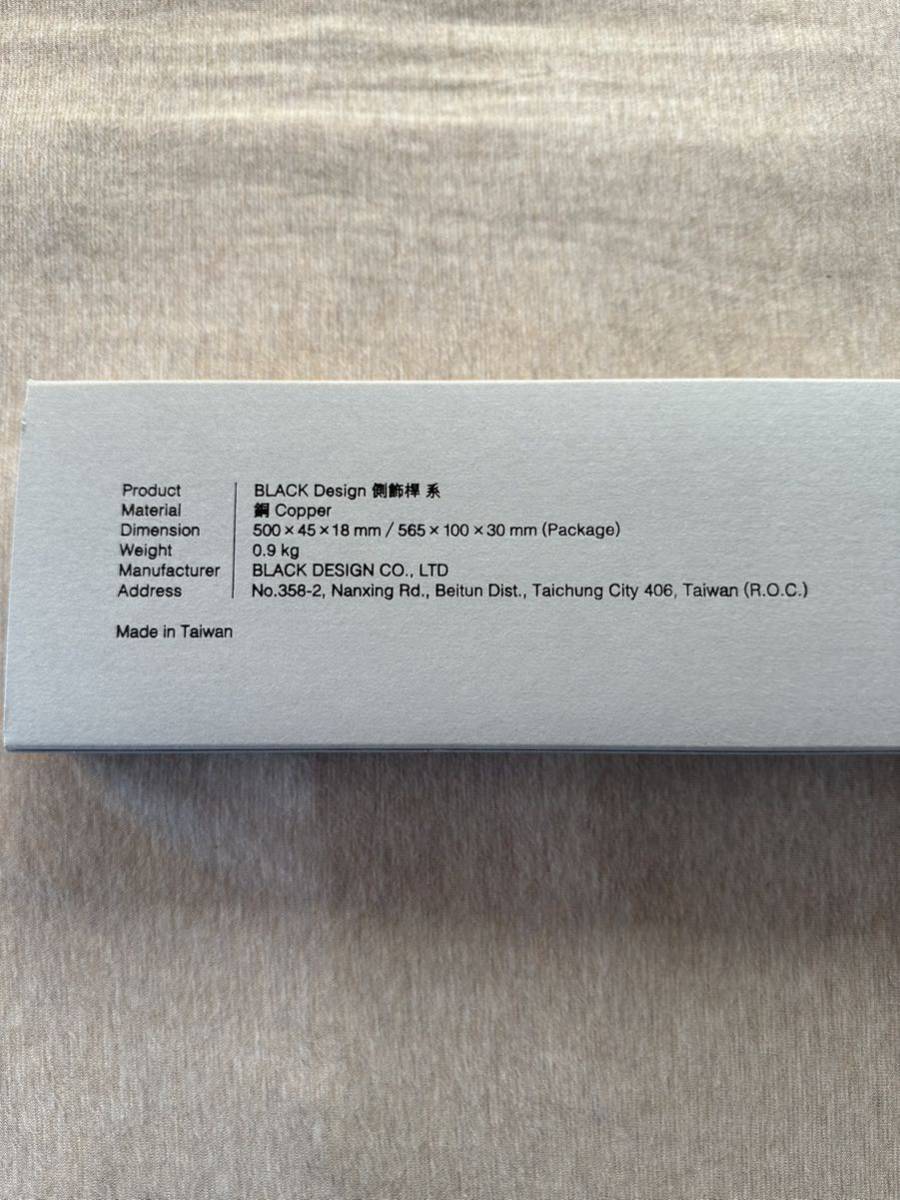 Product BLACK Design 側飾桿 系
Material 銅 Copper
Dimension 500 × 45 × 18 mm / 565 × 100 × 30 mm (Package)
Weight 0.9 kg
Manufacturer BLACK DESIGN CO., LTD
Address No.358-2, Nanxing Rd., Beitun Dist., Taichung City 406, Taiwan (R.O.C.)
Made in Taiwan